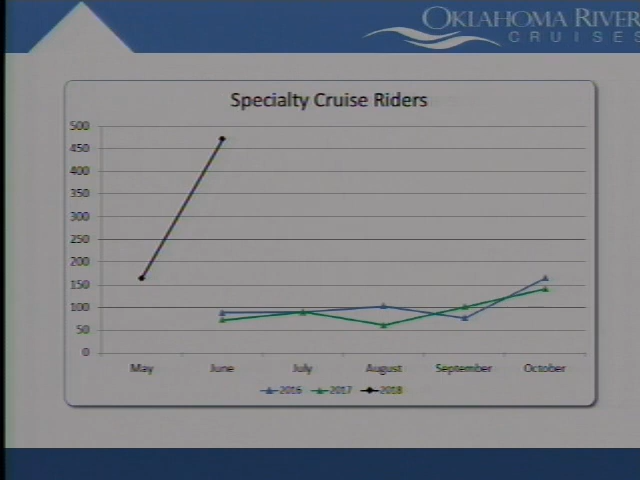 OKLAHOMA RIVER
CRUISES
Specialty Cruise Riders
500
450
400
350
300
250
200
150
100
50
0
May June July August September October
2016 2017 2018